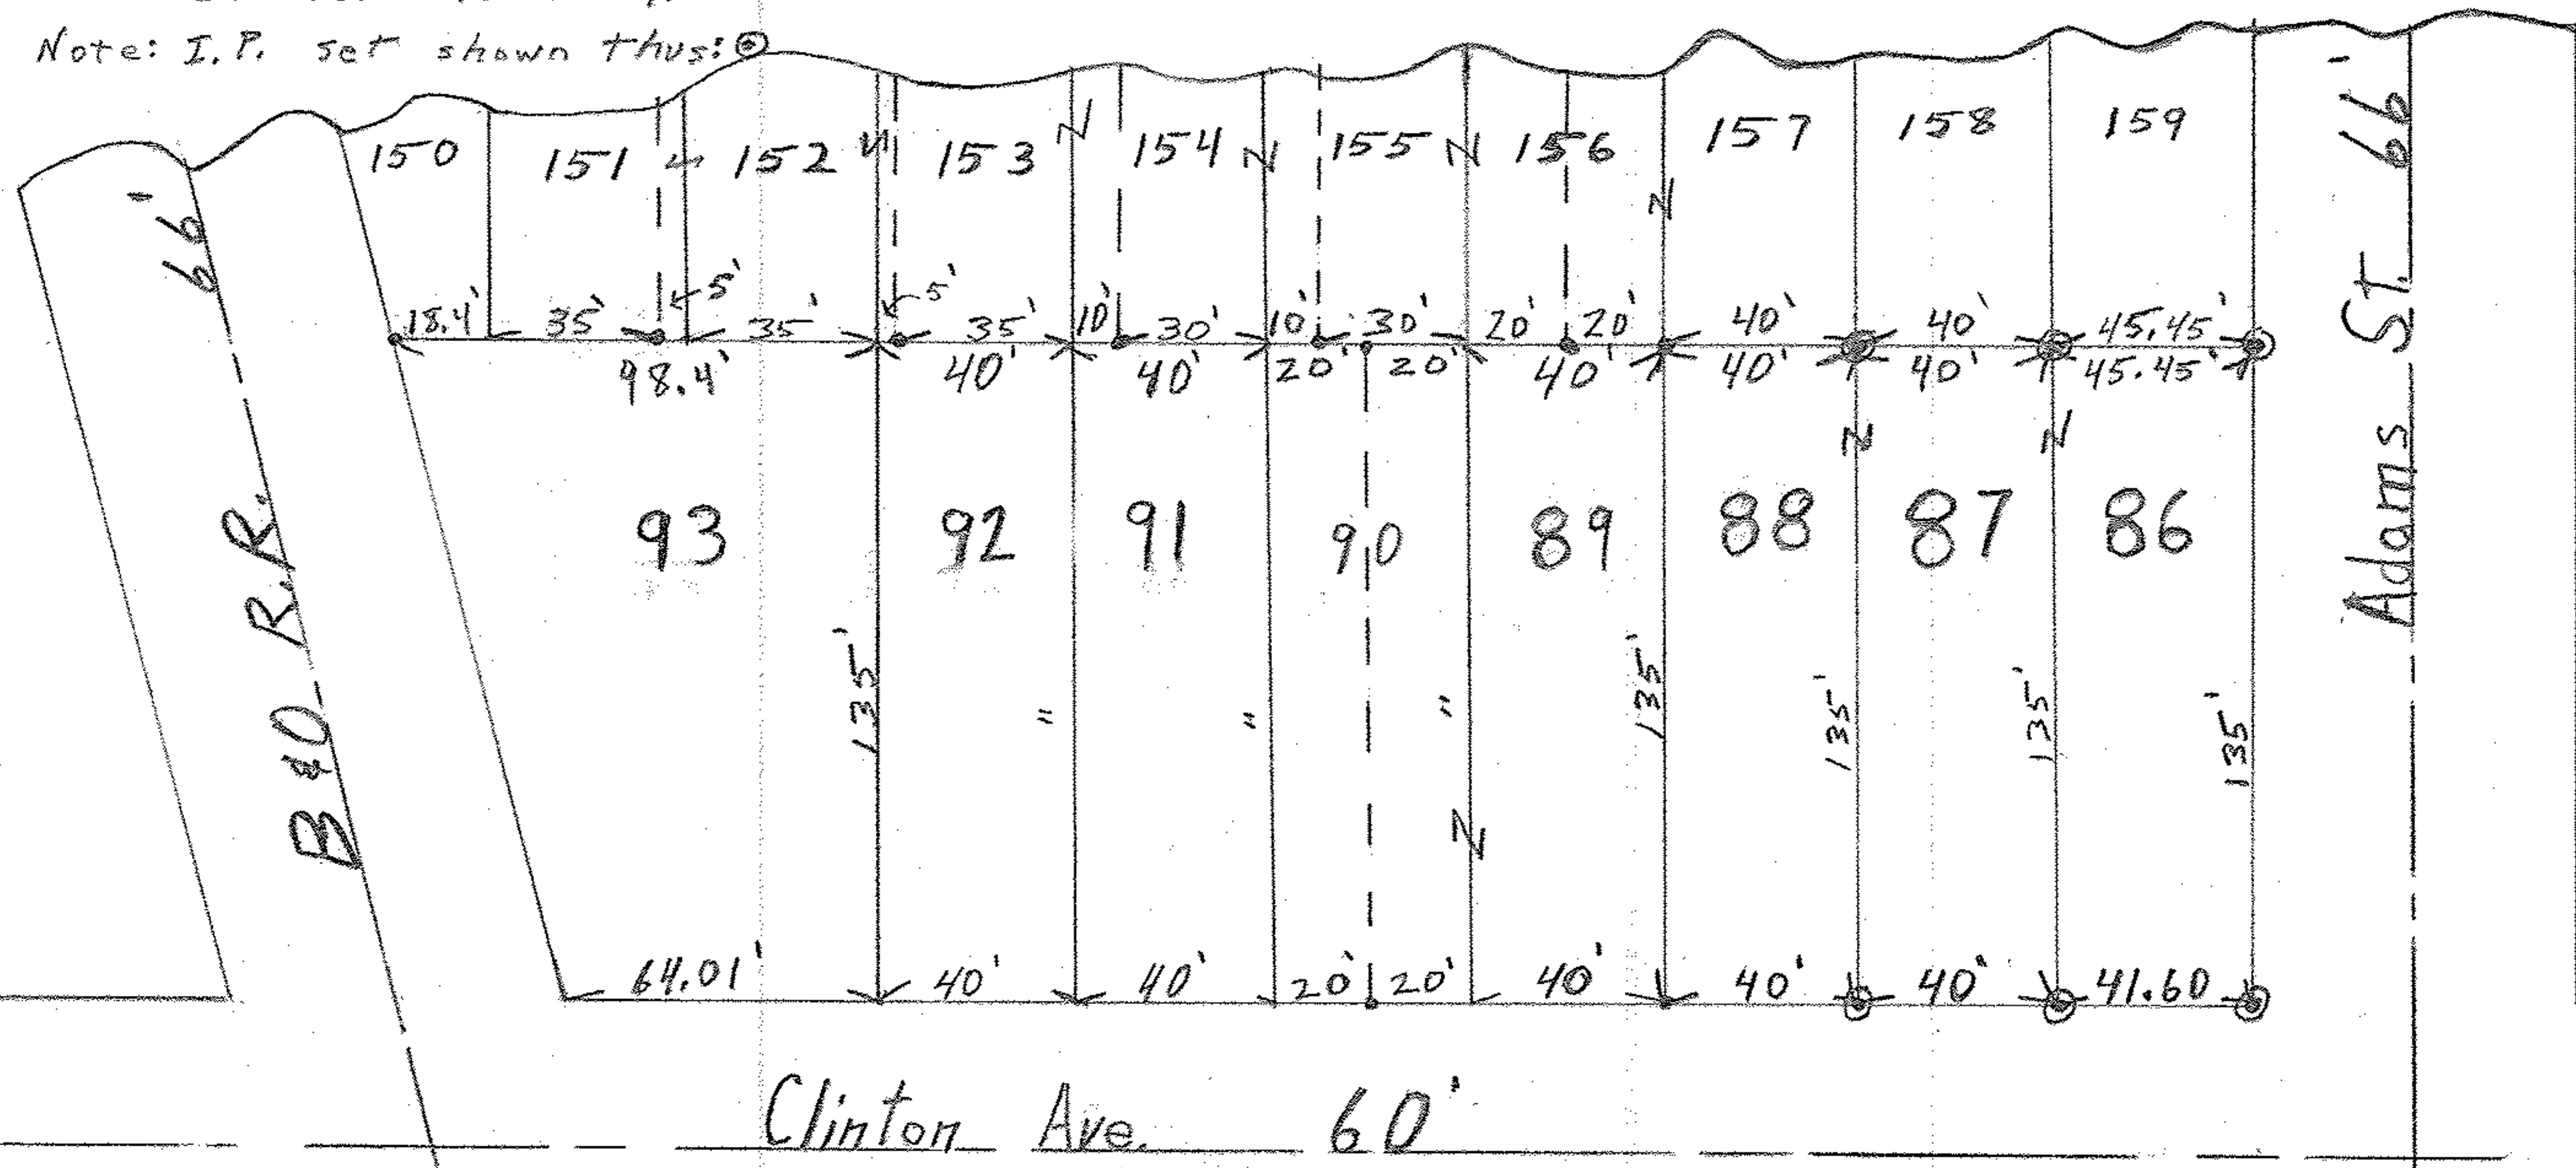 Note: I.P. set shown thus:
150 151 152 153 154 155 156 157 158 159
66'
66'
5' 5'
18.4' 35' 35' 35' 10' 30' 10' 30' 20' 20' 40' 40' 45.45'
98.4' 40' 40' 20' 20' 40' 40' 40' 45.45'
93 92 91 90 89 88 87 86
B&O R.R.
Adams St.
135' " " " 135' 135' 135' 135'
64.01' 40' 40' 20' 20' 40' 40' 40' 41.60
Clinton Ave. 60'